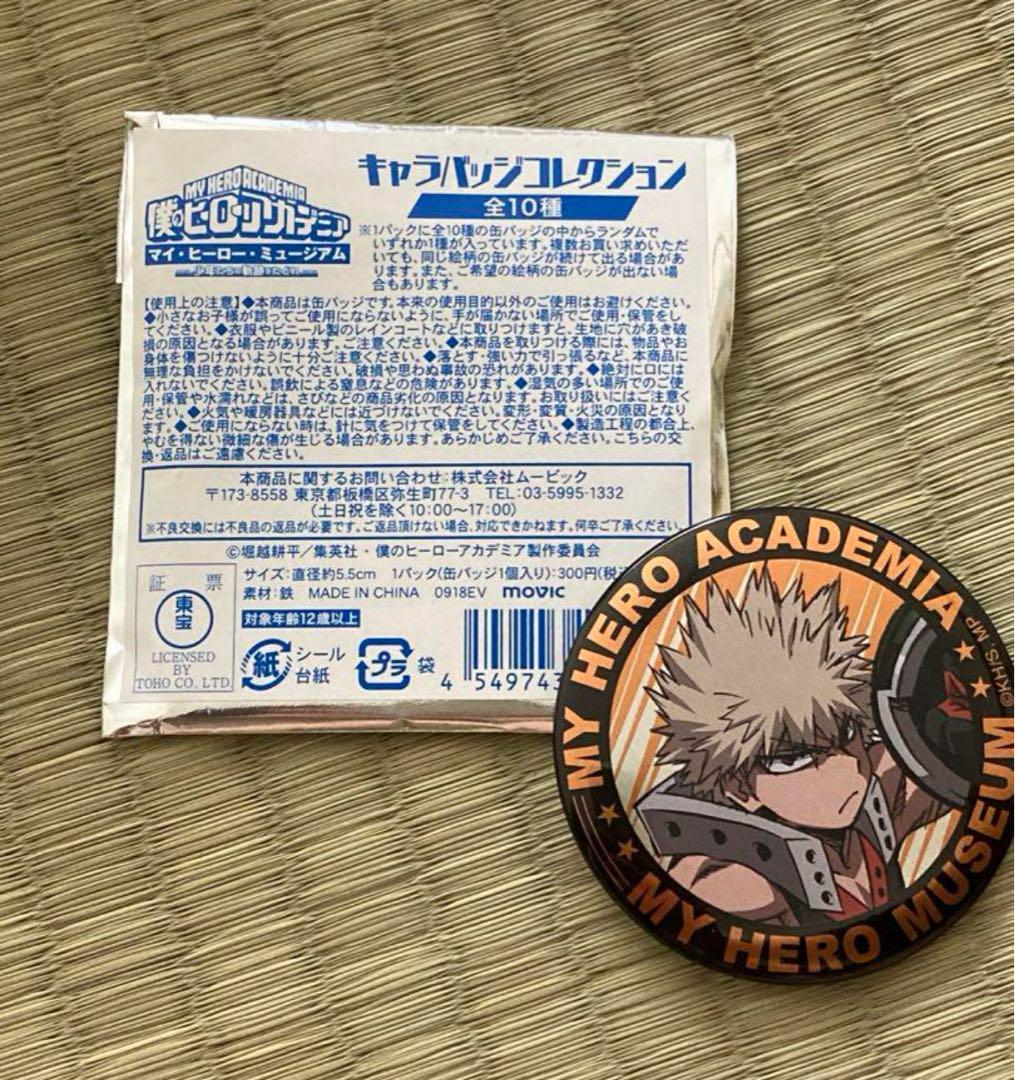 MY HERO ACADEMIA
僕のヒーローアカデミア
マイ・ヒーロー・ミュージアム
キャラバッジコレクション
全10種
※1パックに全10種の缶バッジの中からランダムで
いずれか1種が入っています。複数お買い求めいただ
いても、同じ絵柄の缶バッジが続けて出る場合があ
ります。また、ご希望の絵柄の缶バッジが出ない場
合もあります。
【使用上の注意】◆本商品は缶バッジです。本来の使用目的以外のご使用はお避けください。
◆小さなお子様が誤ってご使用にならないように、手が届かない場所でご使用・保管をし
てください。◆衣服やビニール製のレインコートなどに取りつけますと、生地に穴があき破
損の原因となる場合があります。ご注意ください。◆本商品を取りつける際には、物品やお
身体を傷つけないように十分ご注意ください。◆落とす・強い力で引っ張るなど、本商品に
無理な負担をかけないでください。破損や思わぬ事故の恐れがあります。◆絶対に口には
入れないでください。誤飲による窒息などの危険があります。◆湿気の多い場所でのご使
用・保管や水濡れなどは、さびなどの商品劣化の原因となります。お取り扱いにはご注意く
ださい。◆火気や暖房器具などには近づけないでください。変形・変質・火災の原因となり
ます。◆ご使用にならない時は、針に気をつけて保管をしてください。◆製造工程の都合上、
やむを得ない微細な傷が生じる場合があります。あらかじめご了承ください。こちらの交
換・返品はご遠慮ください。
本商品に関するお問い合わせ：株式会社ムービック
〒173-8558 東京都板橋区弥生町77-3 TEL：03-5995-1332
（土日祝を除く10：00〜17：00）
※不良交換には不良品の返品が必要です。ご返品頂けない場合、対応できかねます。何卒ご了承ください。
©堀越耕平／集英社・僕のヒーローアカデミア製作委員会
サイズ：直径約5.5cm 1パック(缶バッジ1個入り)：300円(税
素材：鉄 MADE IN CHINA 0918EV movic
対象年齢12歳以上
証 票
東宝
LICENSED
BY
TOHO CO., LTD.
紙 シール
台紙
プラ 袋
4 549743
MY HERO ACADEMIA
©KH/S, MP
MY HERO MUSEUM